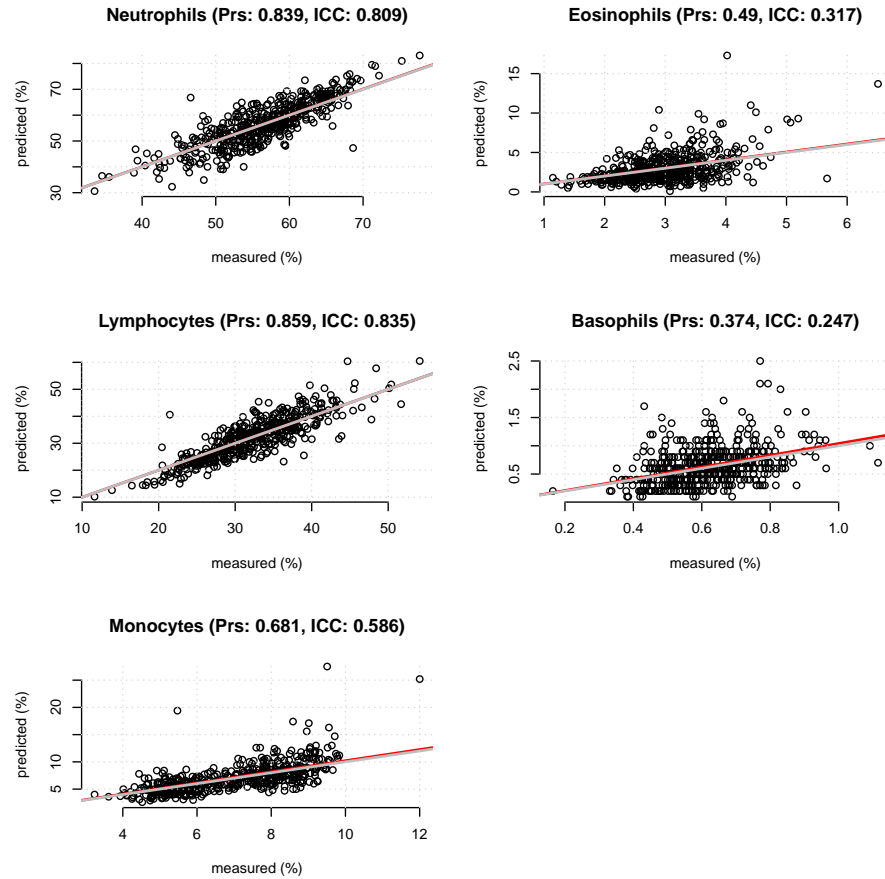 Neutrophils (Prs: 0.839, ICC: 0.809)
predicted (%)
30 50 70
40 50 60 70
measured (%)
Eosinophils (Prs: 0.49, ICC: 0.317)
predicted (%)
0 5 10 15
1 2 3 4 5 6
measured (%)
Lymphocytes (Prs: 0.859, ICC: 0.835)
predicted (%)
10 30 50
10 20 30 40 50
measured (%)
Basophils (Prs: 0.374, ICC: 0.247)
predicted (%)
0.5 1.5 2.5
0.2 0.4 0.6 0.8 1.0
measured (%)
Monocytes (Prs: 0.681, ICC: 0.586)
predicted (%)
5 10 20
4 6 8 10 12
measured (%)